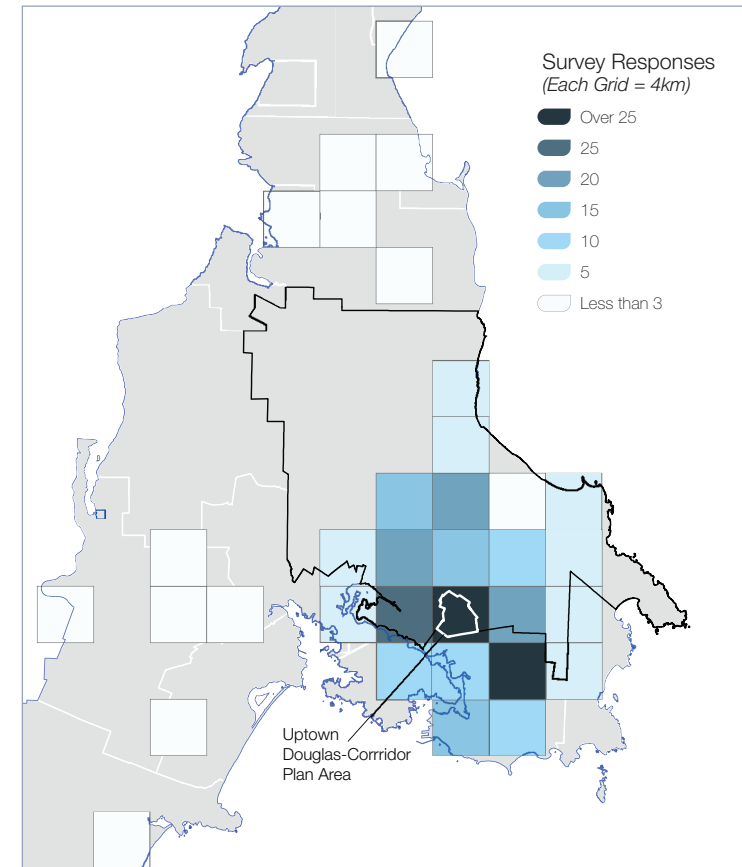 Survey Responses
(Each Grid = 4km)
Over 25
25
20
15
10
5
Less than 3
Uptown
Douglas-Corrridor
Plan Area